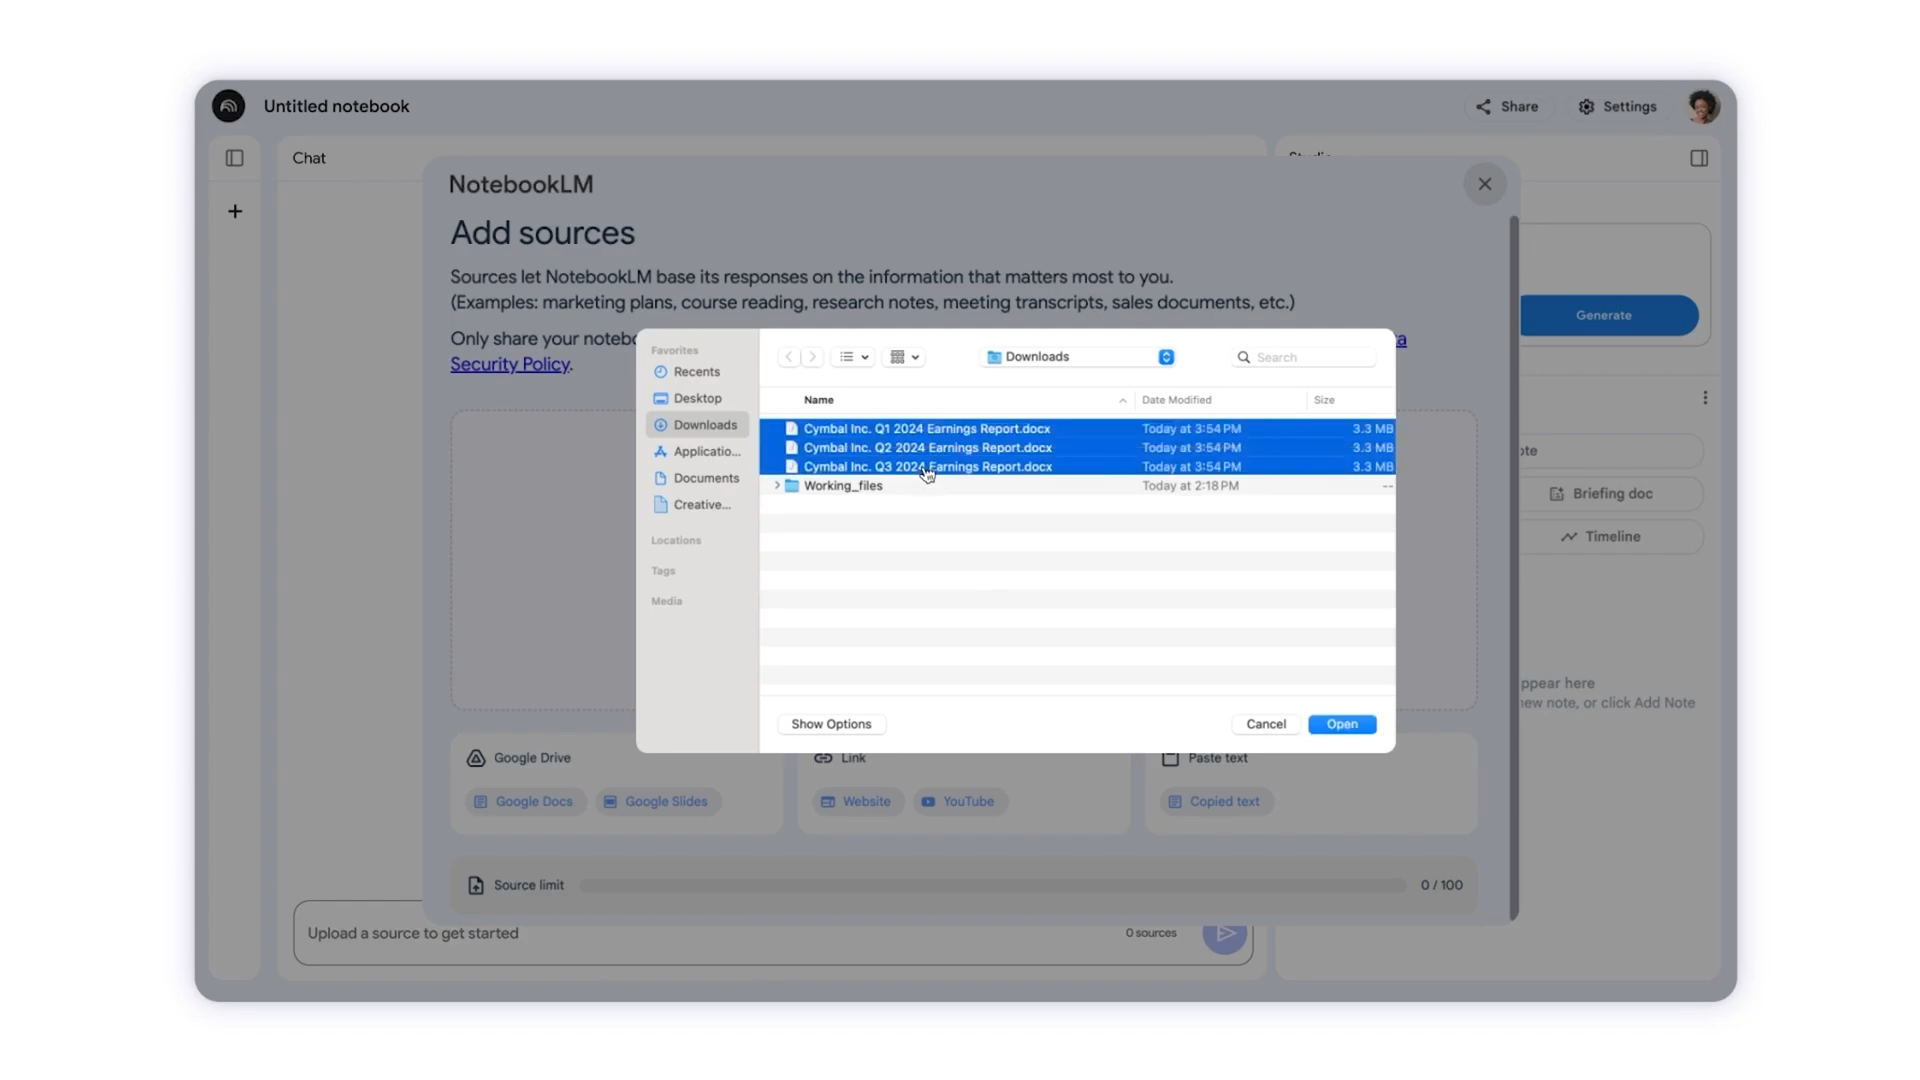 Untitled notebook
Share
Settings
Chat
NotebookLM
Add sources
Sources let NotebookLM base its responses on the information that matters most to you.
(Examples: marketing plans, course reading, research notes, meeting transcripts, sales documents, etc.)
Only share your
Security Policy.
Generate
Favorites
Recents
Desktop
Downloads
Applicatio...
Documents
Creative...
Locations
Tags
Media
Downloads
Search
Name
Date Modified
Size
Cymbal Inc. Q1 2024 Earnings Report.docx Today at 3:54 PM 3.3 MB
Cymbal Inc. Q2 2024 Earnings Report.docx Today at 3:54 PM 3.3 MB
Cymbal Inc. Q3 2024 Earnings Report.docx Today at 3:54 PM 3.3 MB
Working_files Today at 2:18 PM --
Show Options
Cancel
Open
Briefing doc
Timeline
here
note, or click Add Note
Google Drive
Google Docs
Google Slides
Link
Website
YouTube
Paste text
Copied text
Source limit
0 / 100
Upload a source to get started
0 sources